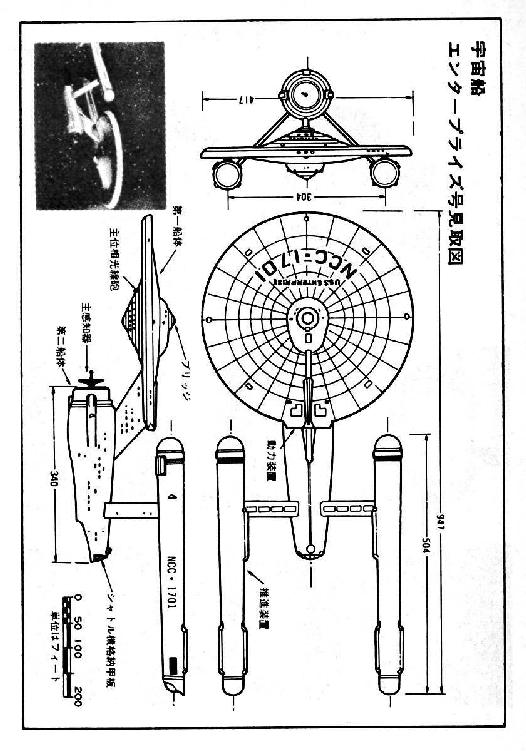 宇宙船
エンタープライズ号見取図
417
304
NCC-1701
U.S.S. ENTERPRISE
第一船体
主位相光線砲
ブリッジ
主感知器
第二船体
340
動力装置
947
504
4
NCC・1701
推進装置
シャトル機格納甲板
0 50 100 200
単位はフィート